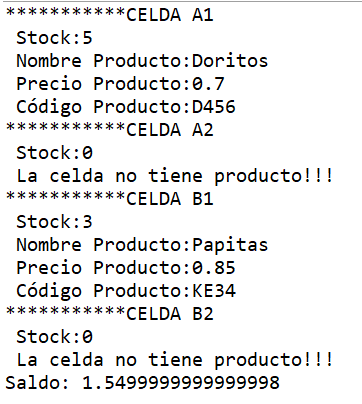 ***********CELDA A1
Stock:5
Nombre Producto:Doritos
Precio Producto:0.7
Código Producto:D456
***********CELDA A2
Stock:0
La celda no tiene producto!!!
***********CELDA B1
Stock:3
Nombre Producto:Papitas
Precio Producto:0.85
Código Producto:KE34
***********CELDA B2
Stock:0
La celda no tiene producto!!!
Saldo: 1.5499999999999998